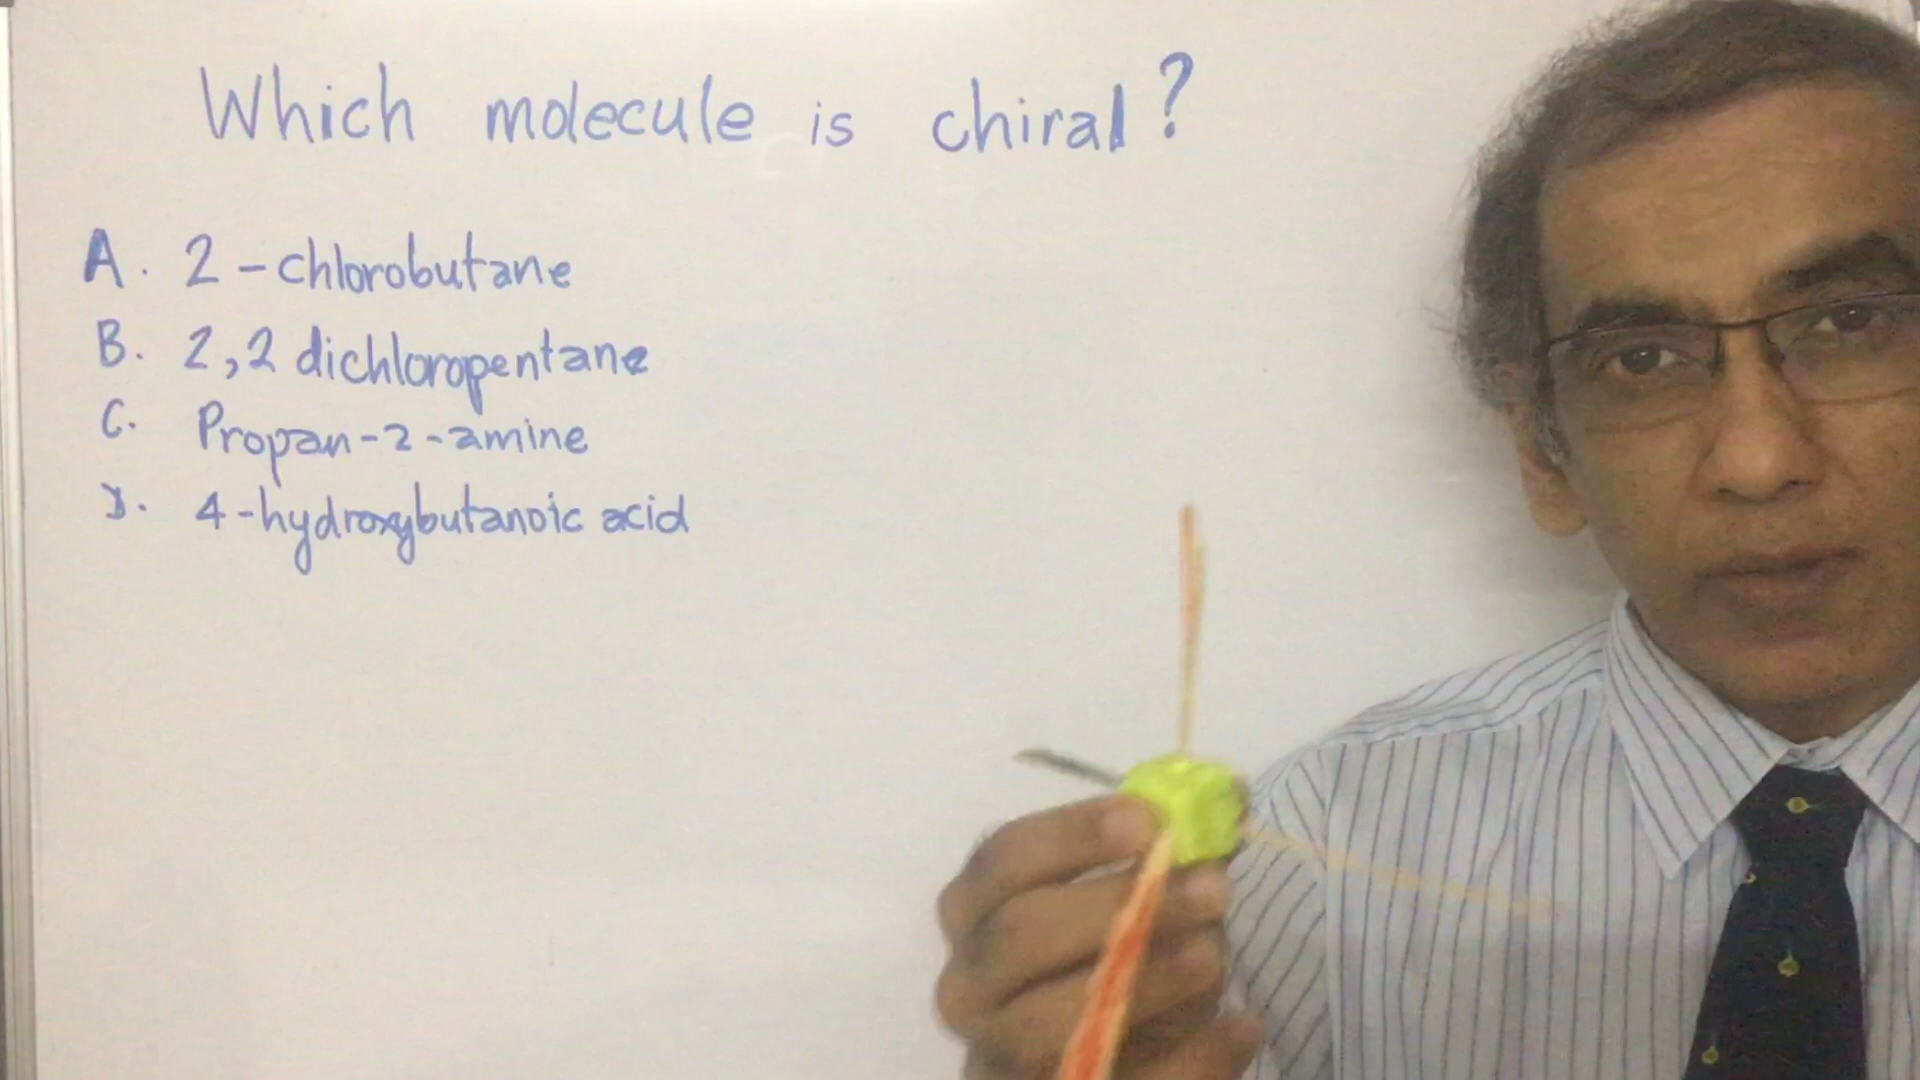 Which molecule is chiral?
A. 2-chlorobutane
B. 2,2 dichloropentane
C. Propan-2-amine
D. 4-hydroxybutanoic acid